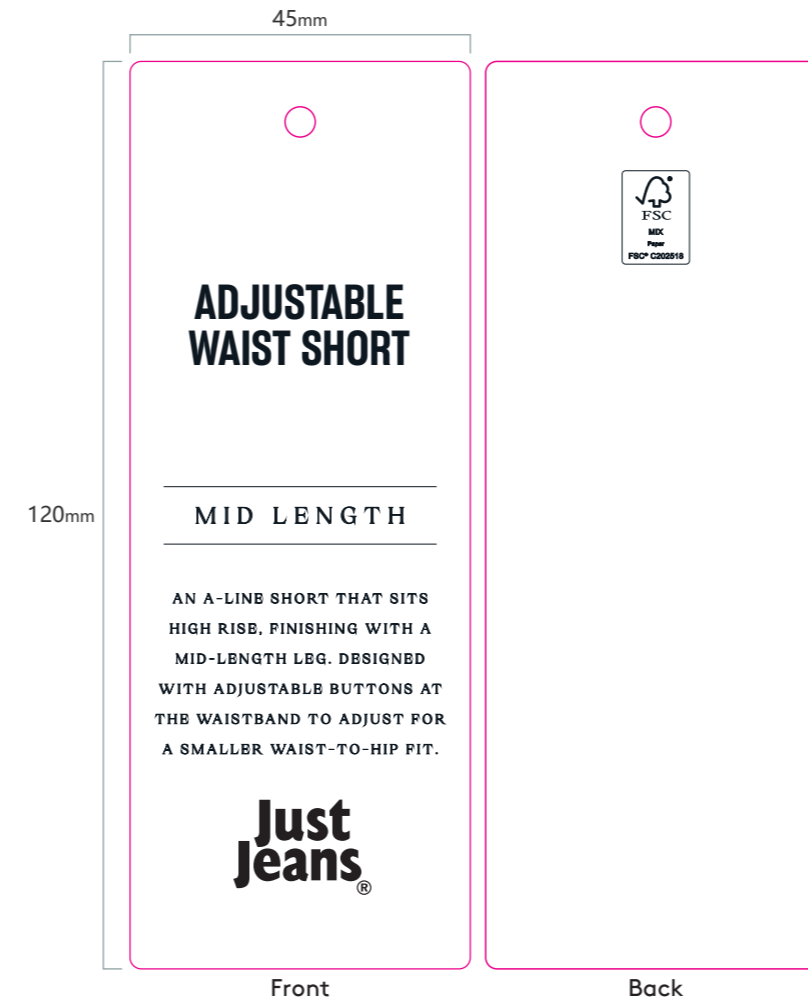 45mm
120mm
ADJUSTABLE
WAIST SHORT
MID LENGTH
AN A-LINE SHORT THAT SITS
HIGH RISE, FINISHING WITH A
MID-LENGTH LEG. DESIGNED
WITH ADJUSTABLE BUTTONS AT
THE WAISTBAND TO ADJUST FOR
A SMALLER WAIST-TO-HIP FIT.
Just
Jeans®
Front
FSC
MIX
Paper
FSC® C202518
Back